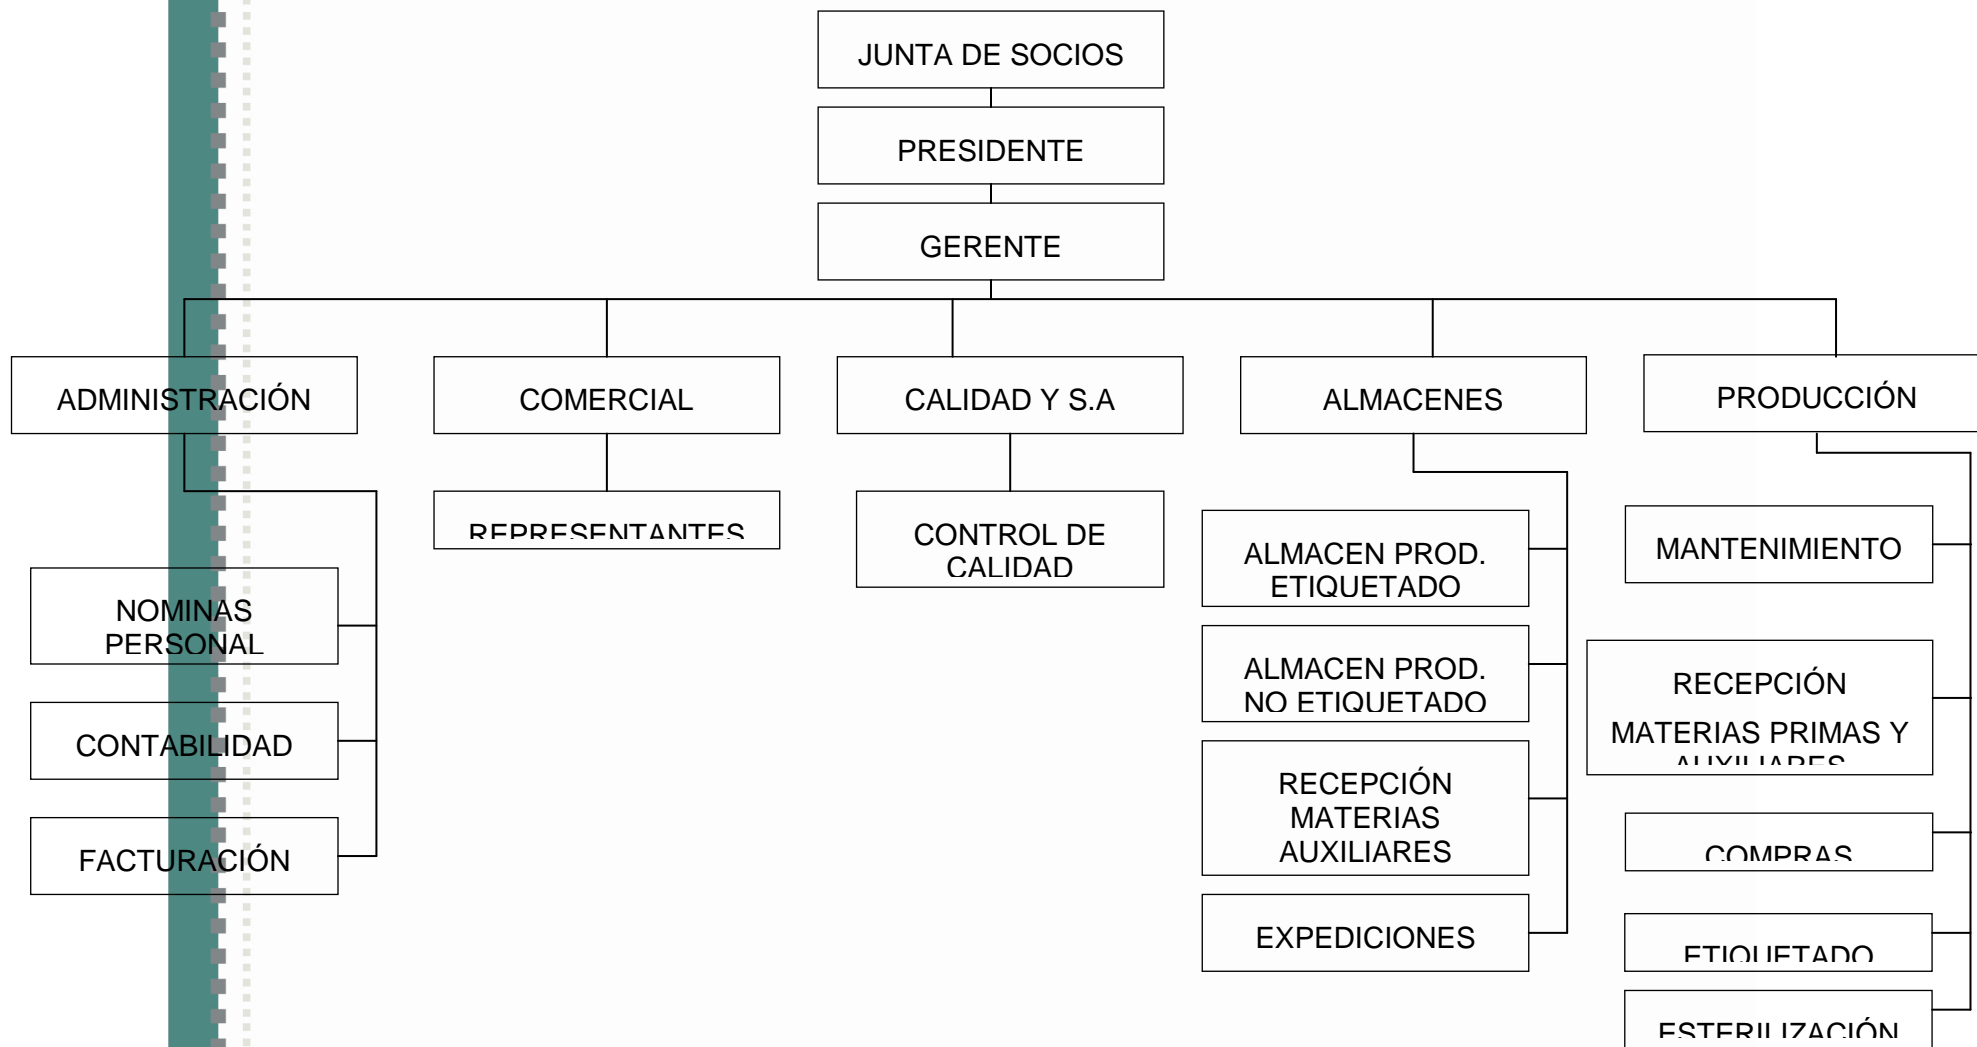 JUNTA DE SOCIOS
PRESIDENTE
GERENTE
ADMINISTRACIÓN
COMERCIAL
CALIDAD Y S.A
ALMACENES
PRODUCCIÓN
NOMINAS
PERSONAL
CONTABILIDAD
FACTURACIÓN
REPRESENTANTES
CONTROL DE
CALIDAD
ALMACEN PROD.
ETIQUETADO
ALMACEN PROD.
NO ETIQUETADO
RECEPCIÓN
MATERIAS
AUXILIARES
EXPEDICIONES
MANTENIMIENTO
RECEPCIÓN
MATERIAS PRIMAS Y
AUXILIARES
COMPRAS
ETIQUETADO
ESTERILIZACIÓN